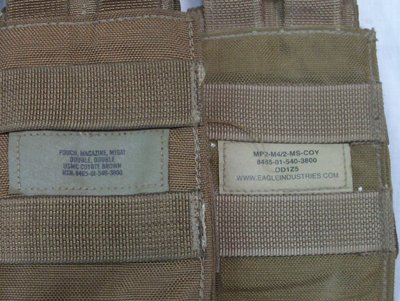 POUCH, MAGAZINE, M16A1
DOUBLE, DOUBLE
USMC COYOTE BROWN
NSN: 8465-01-540-3800
MP2-M4/2-MS-COY
8465-01-540-3800
OD1Z5
WWW.EAGLEINDUSTRIES.COM